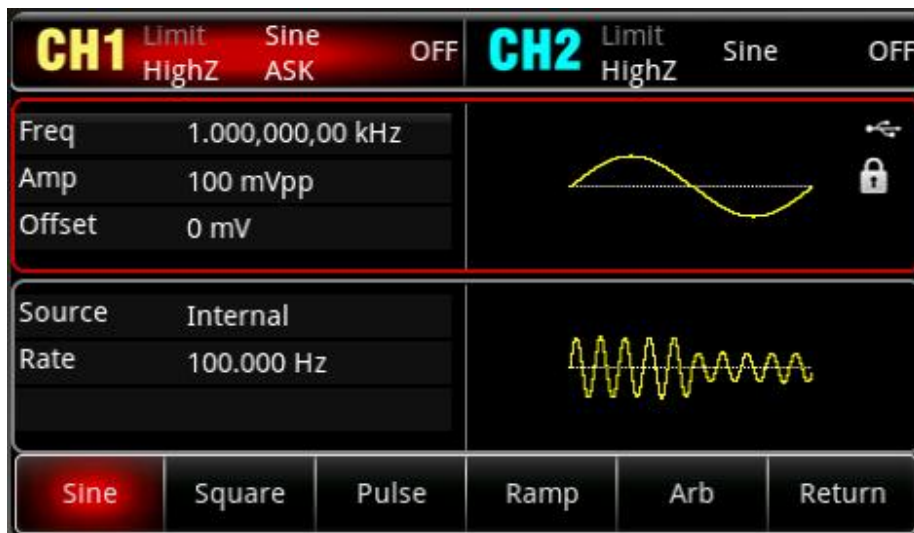 CH1 Limit Sine OFF CH2 Limit Sine OFF
HighZ ASK HighZ
Freq 1.000,000,00 kHz
Amp 100 mVpp
Offset 0 mV
Source Internal
Rate 100.000 Hz
Sine Square Pulse Ramp Arb Return